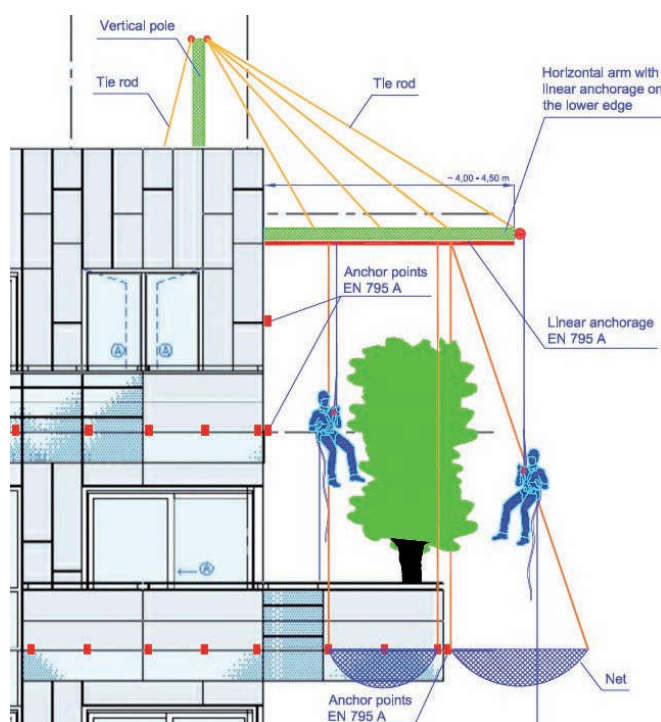 Vertical pole
Tie rod
Tie rod
Horizontal arm with
linear anchorage on
the lower edge
~ 4,00 - 4,50 m
Anchor points
EN 795 A
Linear anchorage
EN 795 A
A
A
A
Net
Anchor points
EN 795 A